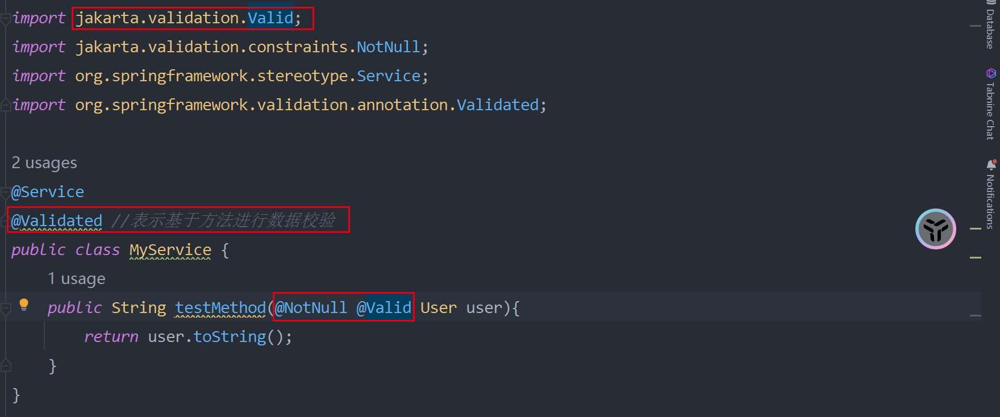 import jakarta.validation.Valid;
import jakarta.validation.constraints.NotNull;
import org.springframework.stereotype.Service;
import org.springframework.validation.annotation.Validated;
2 usages
@Service
@Validated //表示基于方法进行数据校验
public class MyService {
1 usage
public String testMethod(@NotNull @Valid User user){
return user.toString();
}
}
Database
Tabnine Chat
Notifications